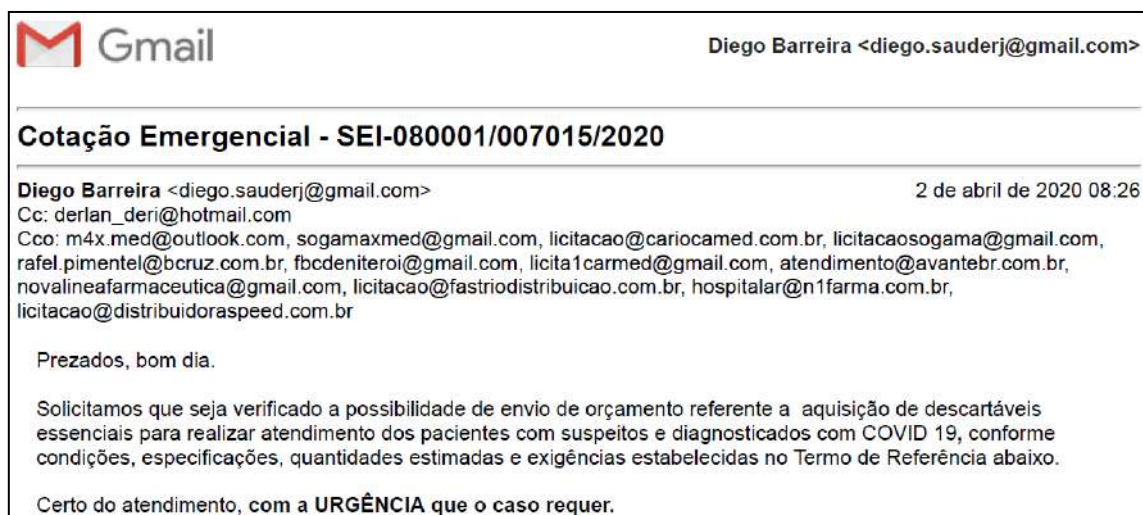 Gmail
Diego Barreira <diego.sauderj@gmail.com>
Cotação Emergencial - SEI-080001/007015/2020
Diego Barreira <diego.sauderj@gmail.com>
2 de abril de 2020 08:26
Cc: derlan_deri@hotmail.com
Cco: m4x.med@outlook.com, sogamaxmed@gmail.com, licitacao@cariocamed.com.br, licitacaosogama@gmail.com,
rafel.pimentel@bcruz.com.br, fbcdeniteroi@gmail.com, licita1carmed@gmail.com, atendimento@avantebr.com.br,
novalineafarmaceutica@gmail.com, licitacao@fastriodistribuicao.com.br, hospitalar@n1farma.com.br,
licitacao@distribuidoraspeed.com.br
Prezados, bom dia.
Solicitamos que seja verificado a possibilidade de envio de orçamento referente a aquisição de descartáveis
essenciais para realizar atendimento dos pacientes com suspeitos e diagnosticados com COVID 19, conforme
condições, especificações, quantidades estimadas e exigências estabelecidas no Termo de Referência abaixo.
Certo do atendimento, com a URGÊNCIA que o caso requer.